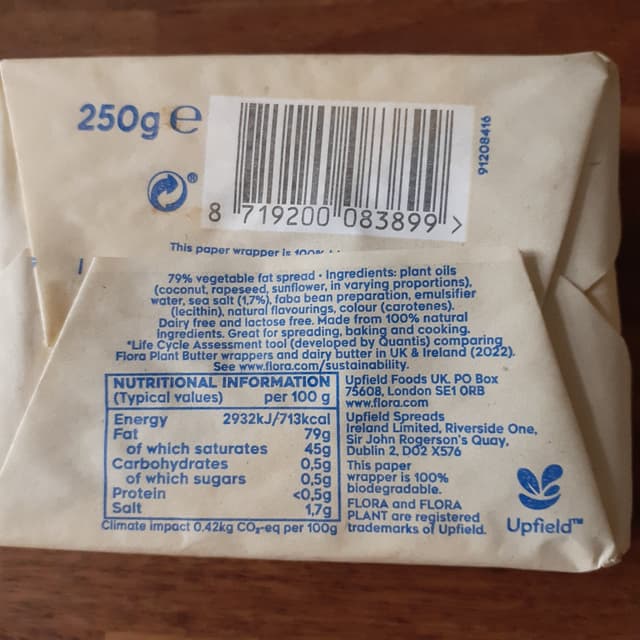 250g e
91208416
8 719200 083899 >
This paper wrapper is 100%
79% vegetable fat spread • Ingredients: plant oils
(coconut, rapeseed, sunflower, in varying proportions),
water, sea salt (1,7%), faba bean preparation, emulsifier
(lecithin), natural flavourings, colour (carotenes).
Dairy free and lactose free. Made from 100% natural
ingredients. Great for spreading, baking and cooking.
*Life Cycle Assessment tool (developed by Quantis) comparing
Flora Plant Butter wrappers and dairy butter in UK & Ireland (2022).
See www.flora.com/sustainability.
NUTRITIONAL INFORMATION
(Typical values) per 100 g
Energy 2932kJ/713kcal
Fat 79g
of which saturates 45g
Carbohydrates 0,5g
of which sugars 0,5g
Protein <0,5g
Salt 1,7g
Climate impact 0.42kg CO₂-eq per 100g
Upfield Foods UK. PO Box
75608, London SE1 0RB
www.flora.com
Upfield Spreads
Ireland Limited, Riverside One,
Sir John Rogerson's Quay,
Dublin 2, D02 X576
This paper
wrapper is 100%
biodegradable.
FLORA and FLORA
PLANT are registered
trademarks of Upfield.
Upfield™